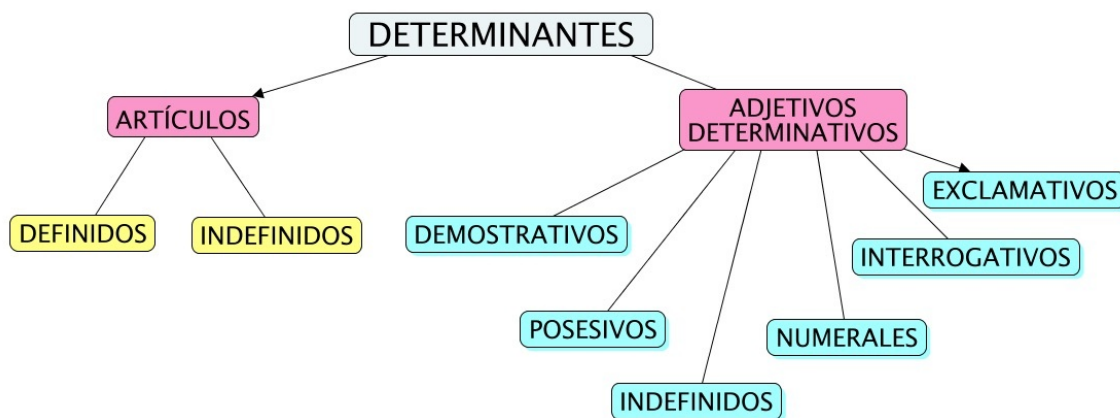 DETERMINANTES
ARTÍCULOS
ADJETIVOS
DETERMINATIVOS
DEFINIDOS
INDEFINIDOS
DEMOSTRATIVOS
POSESIVOS
INDEFINIDOS
NUMERALES
INTERROGATIVOS
EXCLAMATIVOS